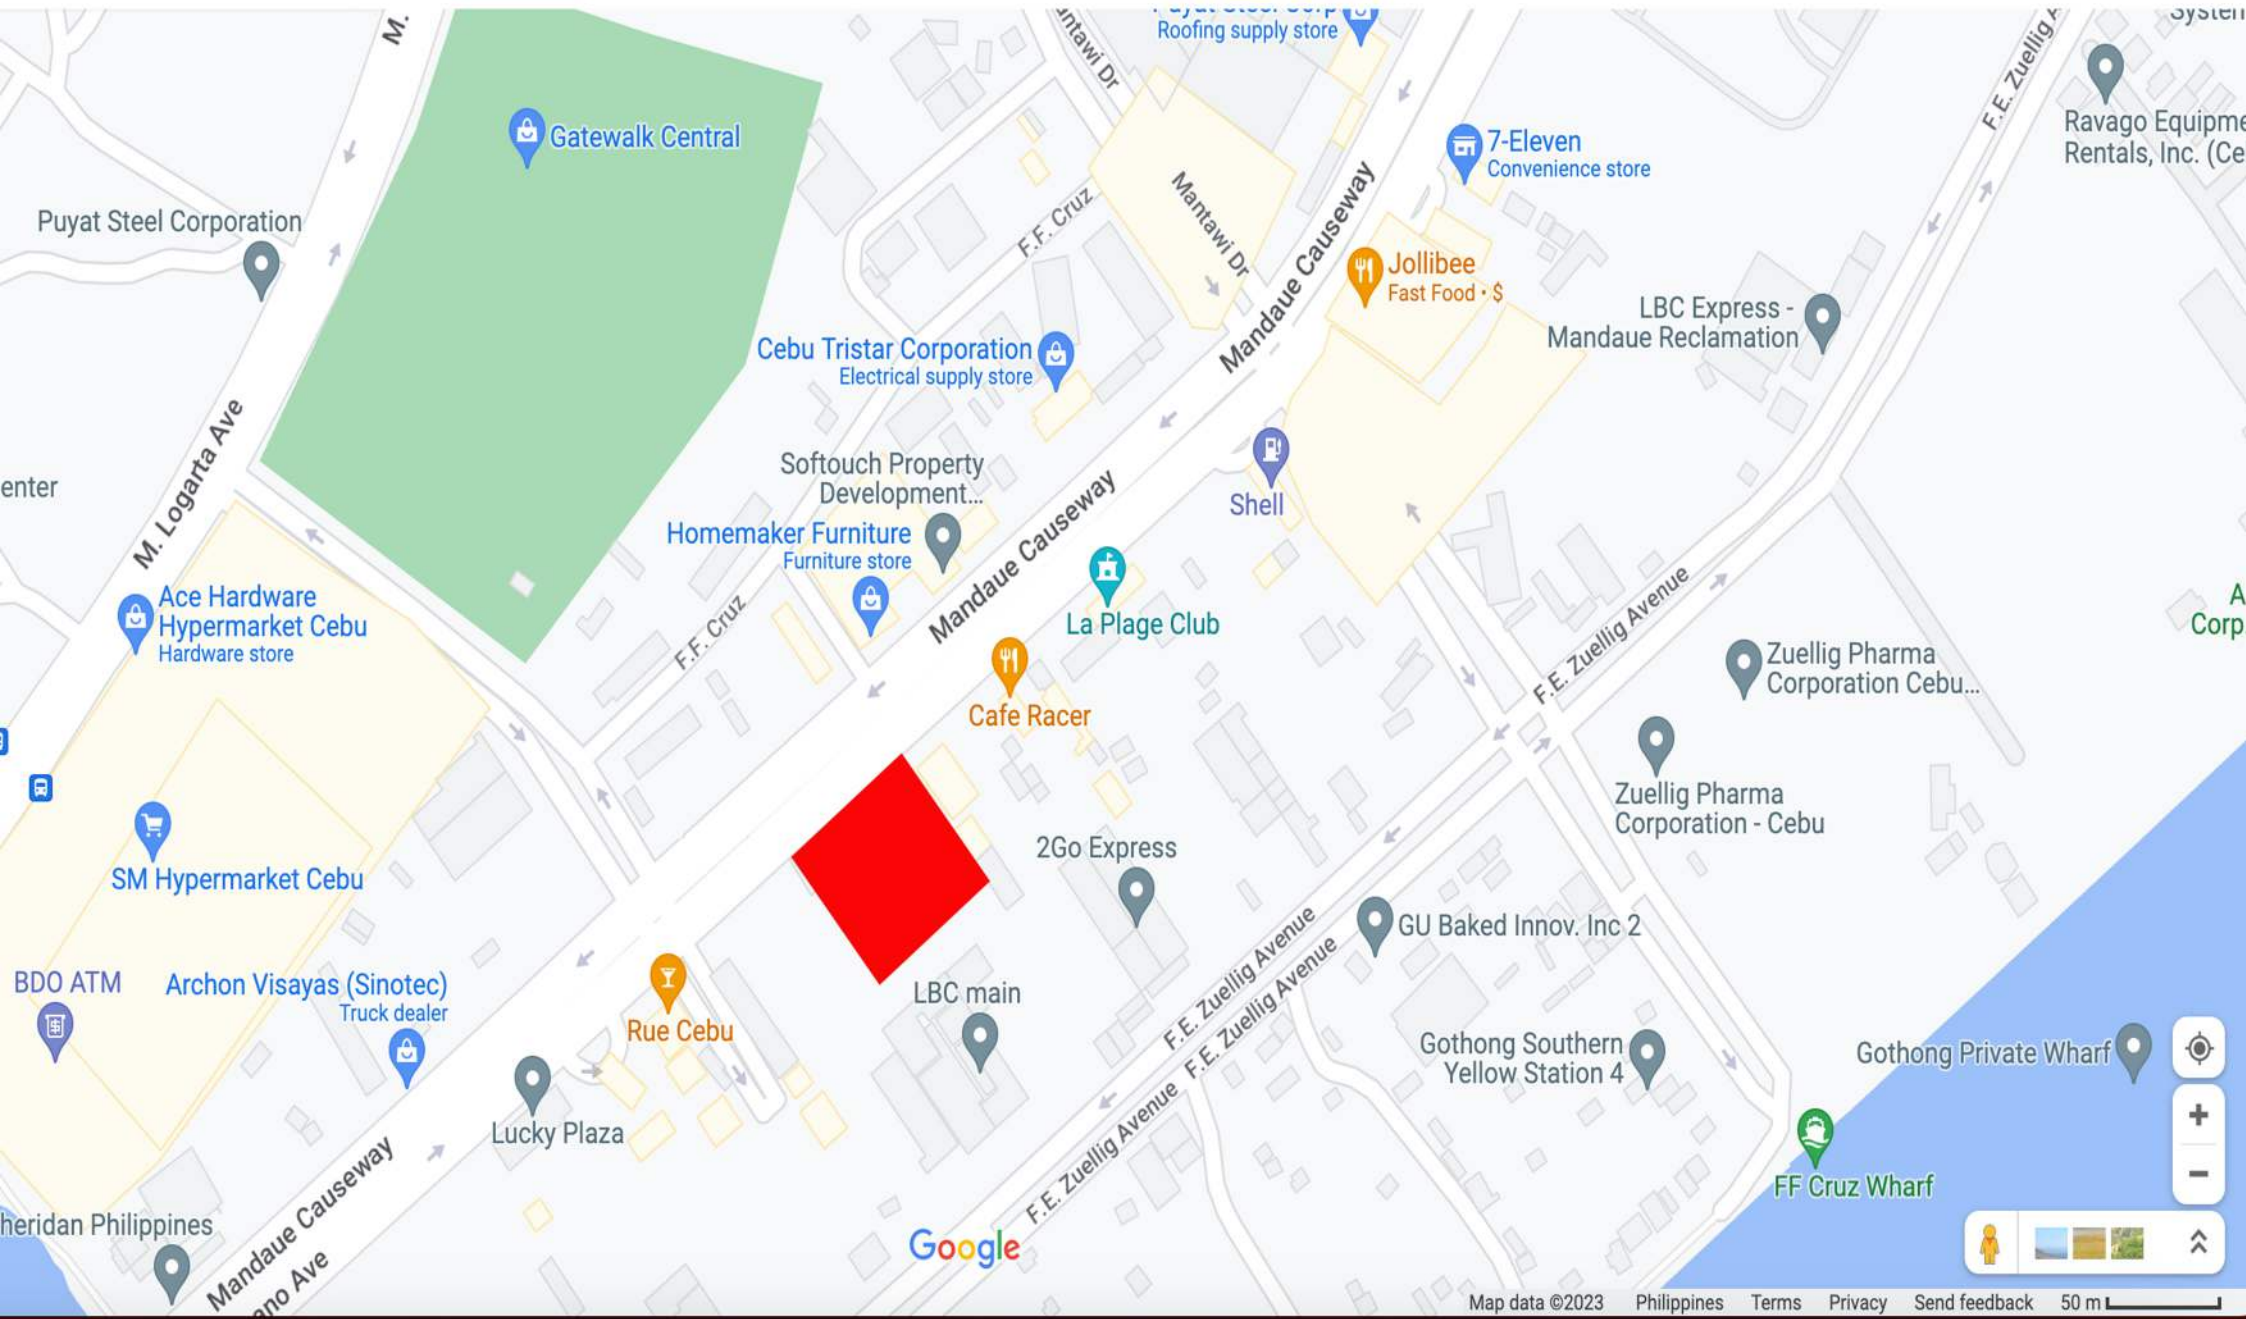 M.
Roofing supply store
Mantawi Dr
F.E. Zuellig
Gatewalk Central
7-Eleven
Convenience store
Ravago Equipme
Rentals, Inc. (Ce
Puyat Steel Corporation
F.F. Cruz
Mandaue Causeway
Jollibee
Fast Food · $
LBC Express -
Mandaue Reclamation
Cebu Tristar Corporation
Electrical supply store
M. Logarta Ave
Softouch Property
Development...
Mandaue Causeway
Shell
enter
Homemaker Furniture
Furniture store
Ace Hardware
Hypermarket Cebu
Hardware store
F.F. Cruz
La Plage Club
F.E. Zuellig Avenue
A
Corp
Zuellig Pharma
Corporation Cebu...
Cafe Racer
Zuellig Pharma
Corporation - Cebu
2Go Express
SM Hypermarket Cebu
GU Baked Innov. Inc 2
BDO ATM
Archon Visayas (Sinotec)
Truck dealer
LBC main
F.E. Zuellig Avenue
F.E. Zuellig Avenue
Rue Cebu
Gothong Southern
Yellow Station 4
Gothong Private Wharf
Lucky Plaza
F.E. Zuellig Avenue
FF Cruz Wharf
heridan Philippines
Mandaue Causeway
ano Ave
Google
Map data ©2023 Philippines Terms Privacy Send feedback 50 m